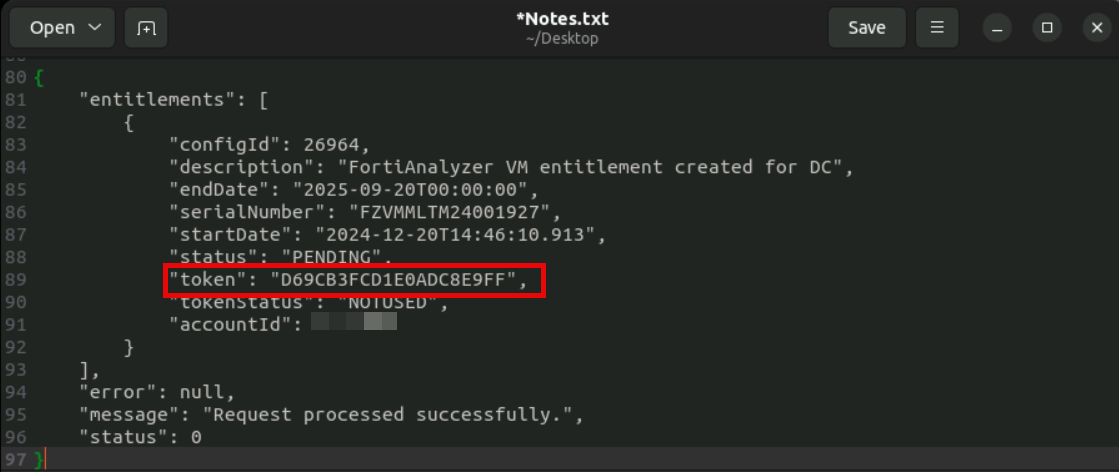 Open
*Notes.txt
~/Desktop
Save
80 {
81     "entitlements": [
82         {
83             "configId": 26964,
84             "description": "FortiAnalyzer VM entitlement created for DC",
85             "endDate": "2025-09-20T00:00:00",
86             "serialNumber": "FZVMMLTM24001927",
87             "startDate": "2024-12-20T14:46:10.913",
88             "status": "PENDING",
89             "token": "D69CB3FCD1E0ADC8E9FF",
90             "tokenStatus": "NOTUSED",
91             "accountId":
92         }
93     ],
94     "error": null,
95     "message": "Request processed successfully.",
96     "status": 0
97 }